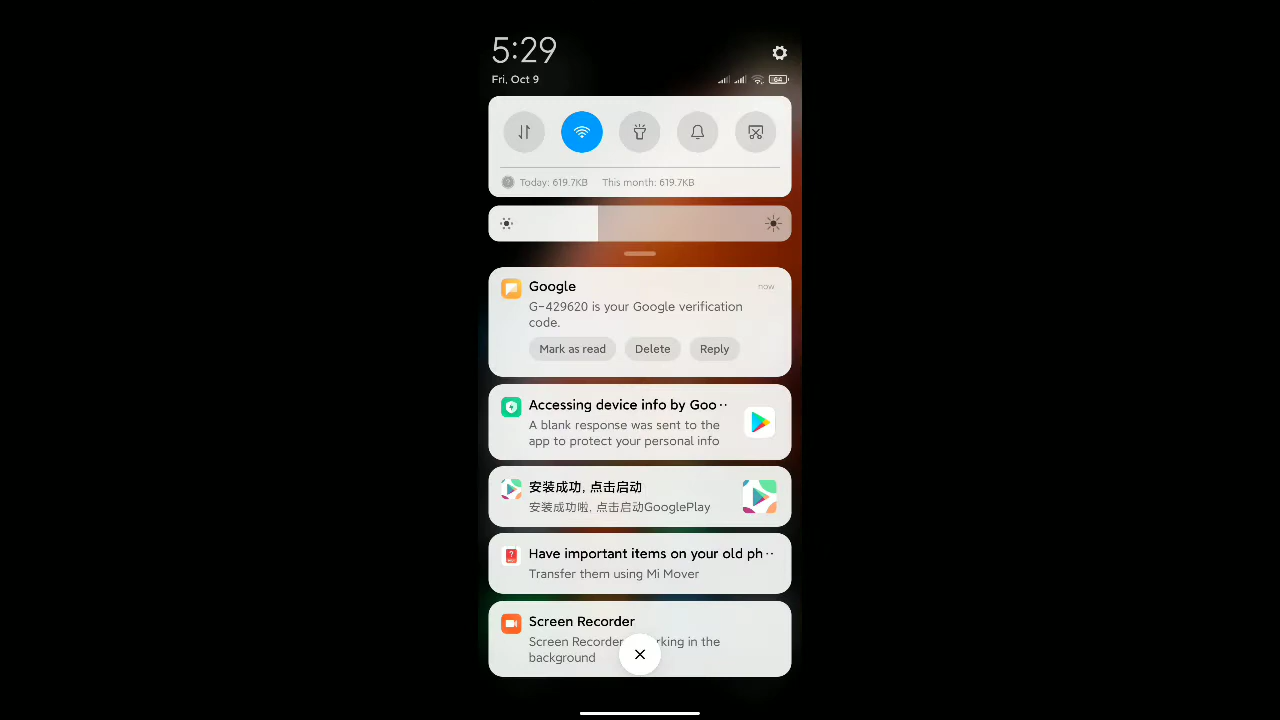 5:29
Fri, Oct 9
64
Today: 619.7KB This month: 619.7KB
Google now
G-429620 is your Google verification
code.
Mark as read Delete Reply
Accessing device info by Goo··
A blank response was sent to the
app to protect your personal info
安装成功, 点击启动
安装成功啦, 点击启动GooglePlay
Have important items on your old ph··
Transfer them using Mi Mover
Screen Recorder
Screen Recorder rking in the
background